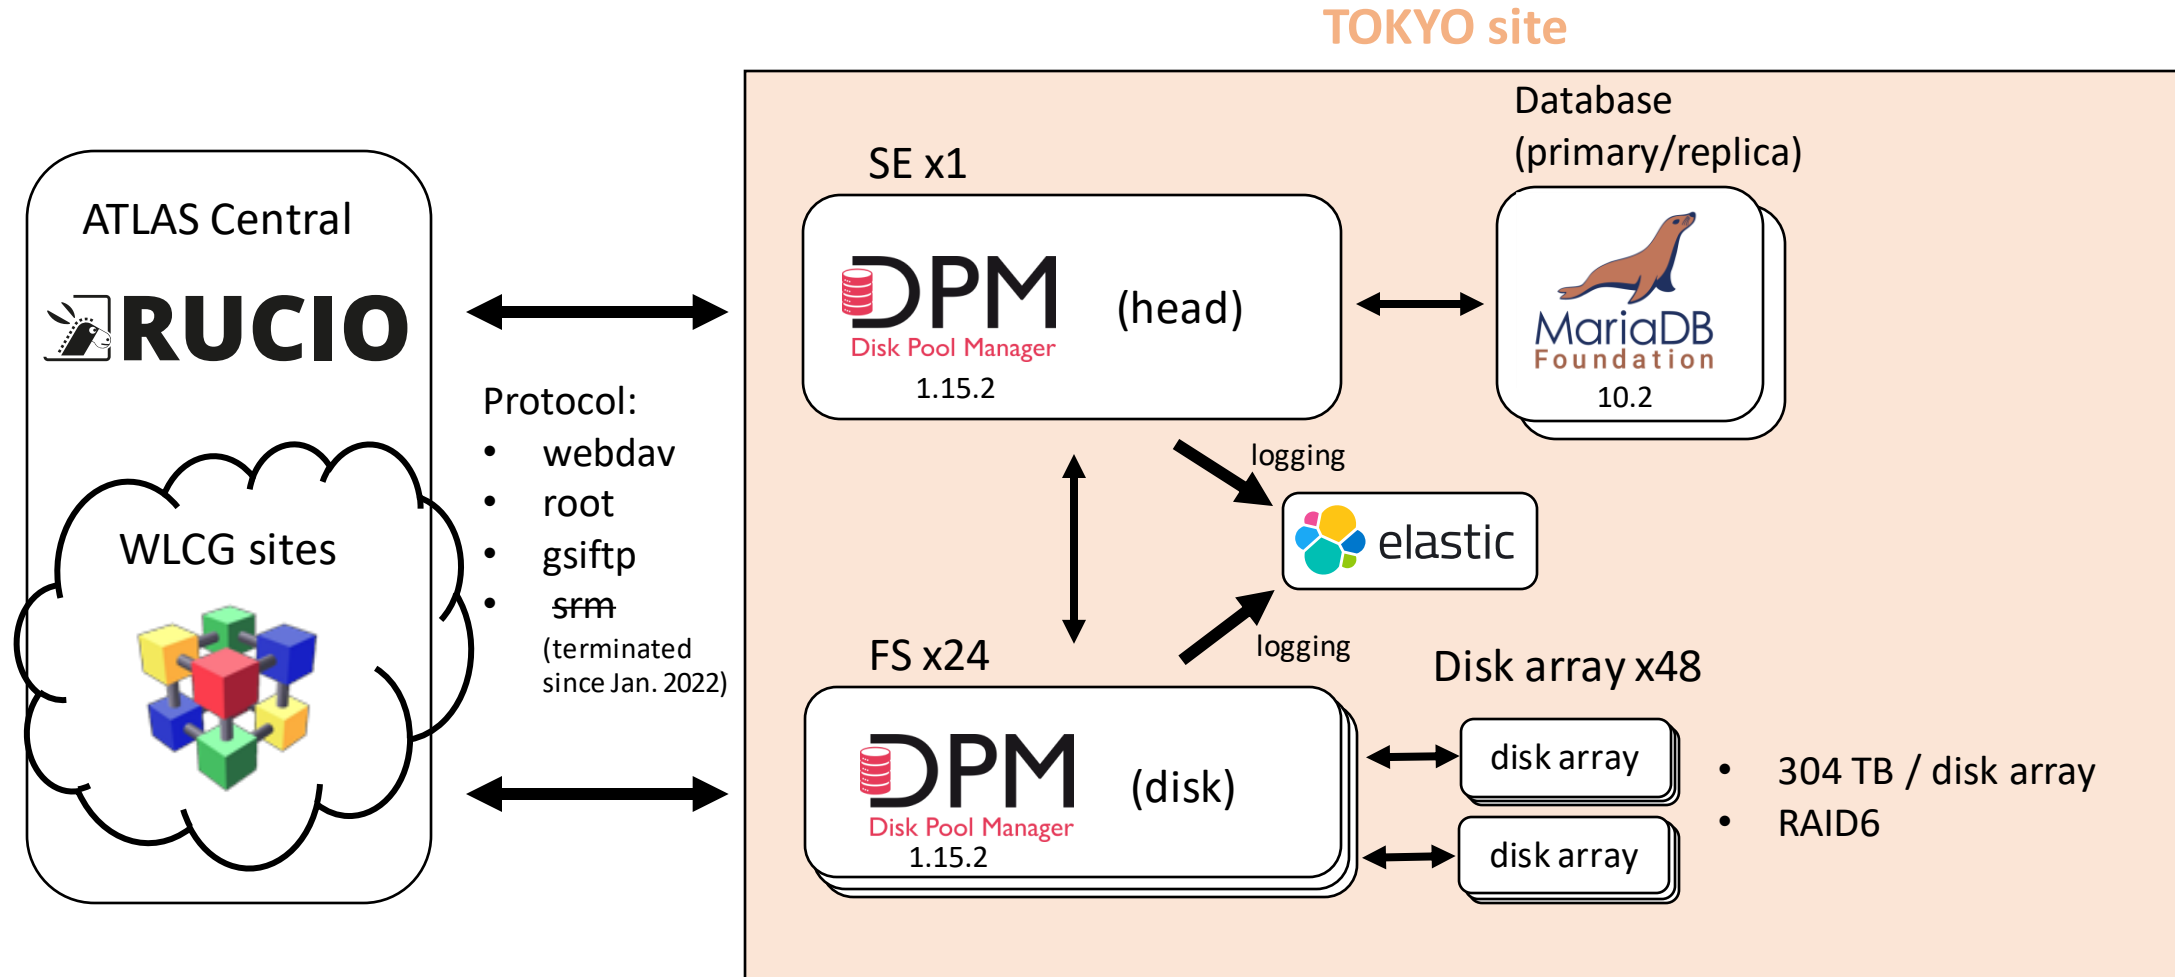 TOKYO site
ATLAS Central
RUCIO
WLCG sites
Protocol:
• webdav
• root
• gsiftp
• srm
(terminated
since Jan. 2022)
SE x1
DPM
Disk Pool Manager
1.15.2
(head)
Database
(primary/replica)
MariaDB
Foundation
10.2
logging
elastic
logging
FS x24
DPM
Disk Pool Manager
1.15.2
(disk)
Disk array x48
disk array
disk array
• 304 TB / disk array
• RAID6